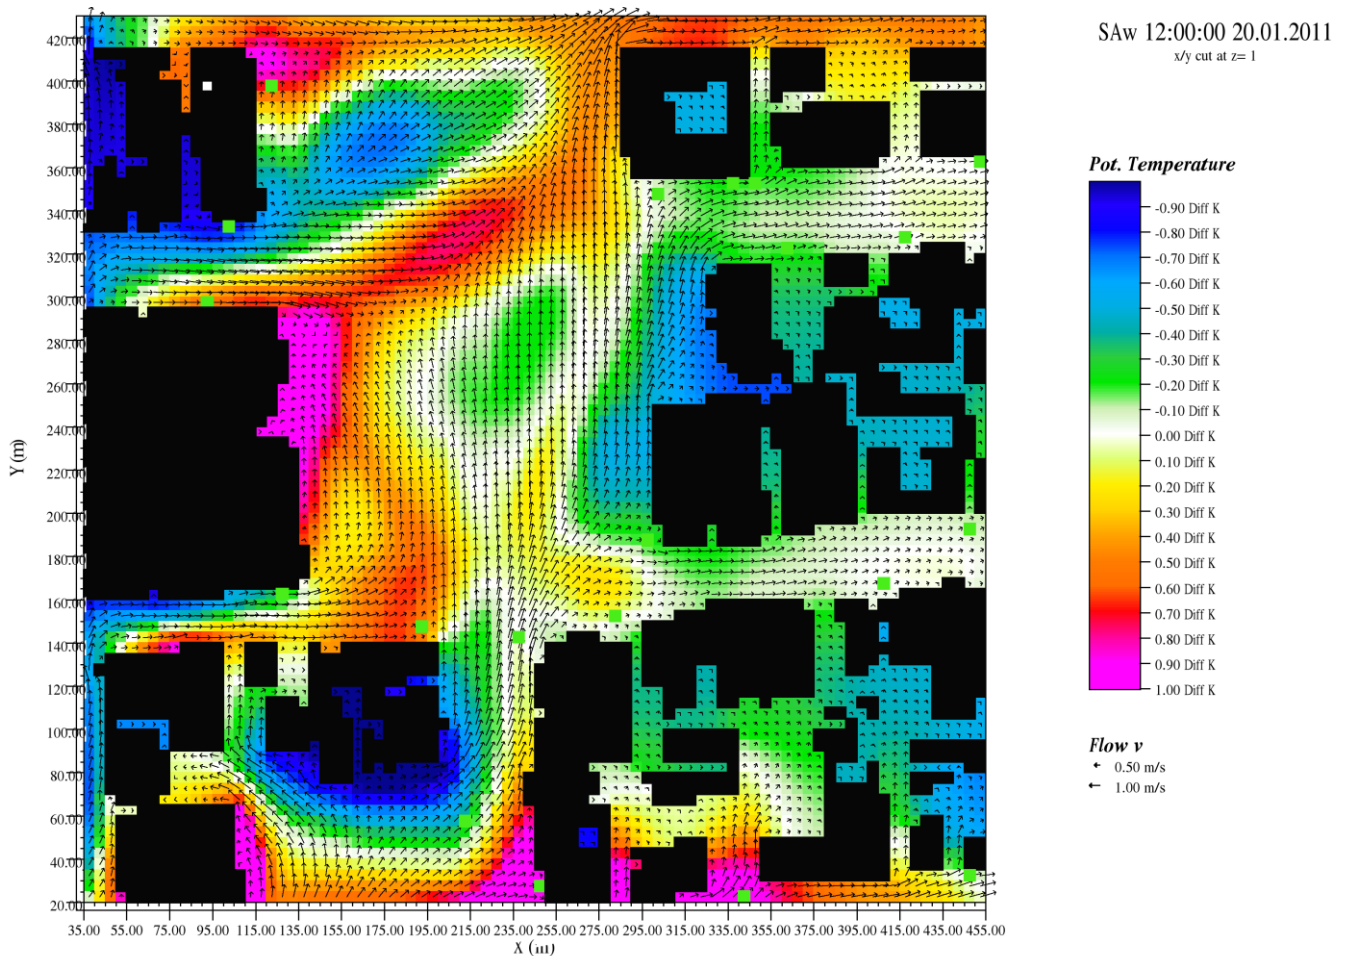 SAw 12:00:00 20.01.2011
x/y cut at z= 1
420.00
400.00
380.00
360.00
340.00
320.00
300.00
280.00
260.00
240.00
220.00
200.00
180.00
160.00
140.00
120.00
100.00
80.00
60.00
40.00
20.00
Y (m)
35.00 55.00 75.00 95.00 115.00 135.00 155.00 175.00 195.00 215.00 235.00 255.00 275.00 295.00 315.00 335.00 355.00 375.00 395.00 415.00 435.00 455.00
X (m)
Pot. Temperature
-0.90 Diff K
-0.80 Diff K
-0.70 Diff K
-0.60 Diff K
-0.50 Diff K
-0.40 Diff K
-0.30 Diff K
-0.20 Diff K
-0.10 Diff K
0.00 Diff K
0.10 Diff K
0.20 Diff K
0.30 Diff K
0.40 Diff K
0.50 Diff K
0.60 Diff K
0.70 Diff K
0.80 Diff K
0.90 Diff K
1.00 Diff K
Flow v
0.50 m/s
1.00 m/s